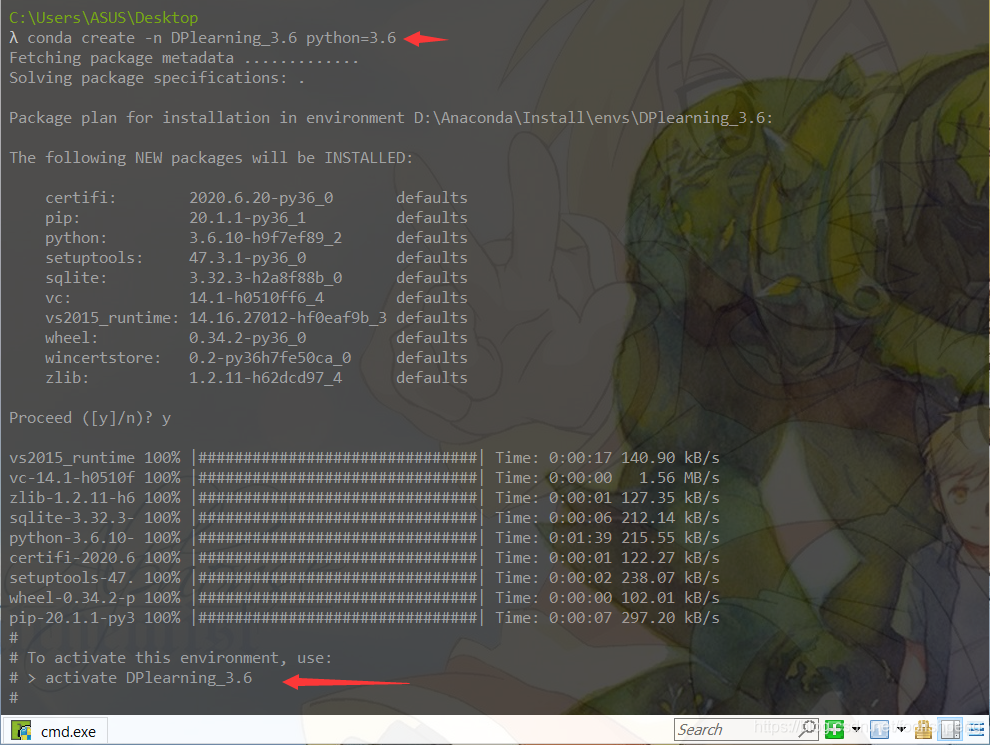 C:\Users\ASUS\Desktop
λ conda create -n DPlearning_3.6 python=3.6
Fetching package metadata .............
Solving package specifications: .
Package plan for installation in environment D:\Anaconda\Install\envs\DPlearning_3.6:
The following NEW packages will be INSTALLED:
certifi: 2020.6.20-py36_0 defaults
pip: 20.1.1-py36_1 defaults
python: 3.6.10-h9f7ef89_2 defaults
setuptools: 47.3.1-py36_0 defaults
sqlite: 3.32.3-h2a8f88b_0 defaults
vc: 14.1-h0510ff6_4 defaults
vs2015_runtime: 14.16.27012-hf0eaf9b_3 defaults
wheel: 0.34.2-py36_0 defaults
wincertstore: 0.2-py36h7fe50ca_0 defaults
zlib: 1.2.11-h62dcd97_4 defaults
Proceed ([y]/n)? y
vs2015_runtime 100% |###############################| Time: 0:00:17 140.90 kB/s
vc-14.1-h0510f 100% |###############################| Time: 0:00:00 1.56 MB/s
zlib-1.2.11-h6 100% |###############################| Time: 0:00:01 127.35 kB/s
sqlite-3.32.3- 100% |###############################| Time: 0:00:06 212.14 kB/s
python-3.6.10- 100% |###############################| Time: 0:01:39 215.55 kB/s
certifi-2020.6 100% |###############################| Time: 0:00:01 122.27 kB/s
setuptools-47. 100% |###############################| Time: 0:00:02 238.07 kB/s
wheel-0.34.2-p 100% |###############################| Time: 0:00:00 102.01 kB/s
pip-20.1.1-py3 100% |###############################| Time: 0:00:07 297.20 kB/s
#
# To activate this environment, use:
# > activate DPlearning_3.6
#
cmd.exe
Search